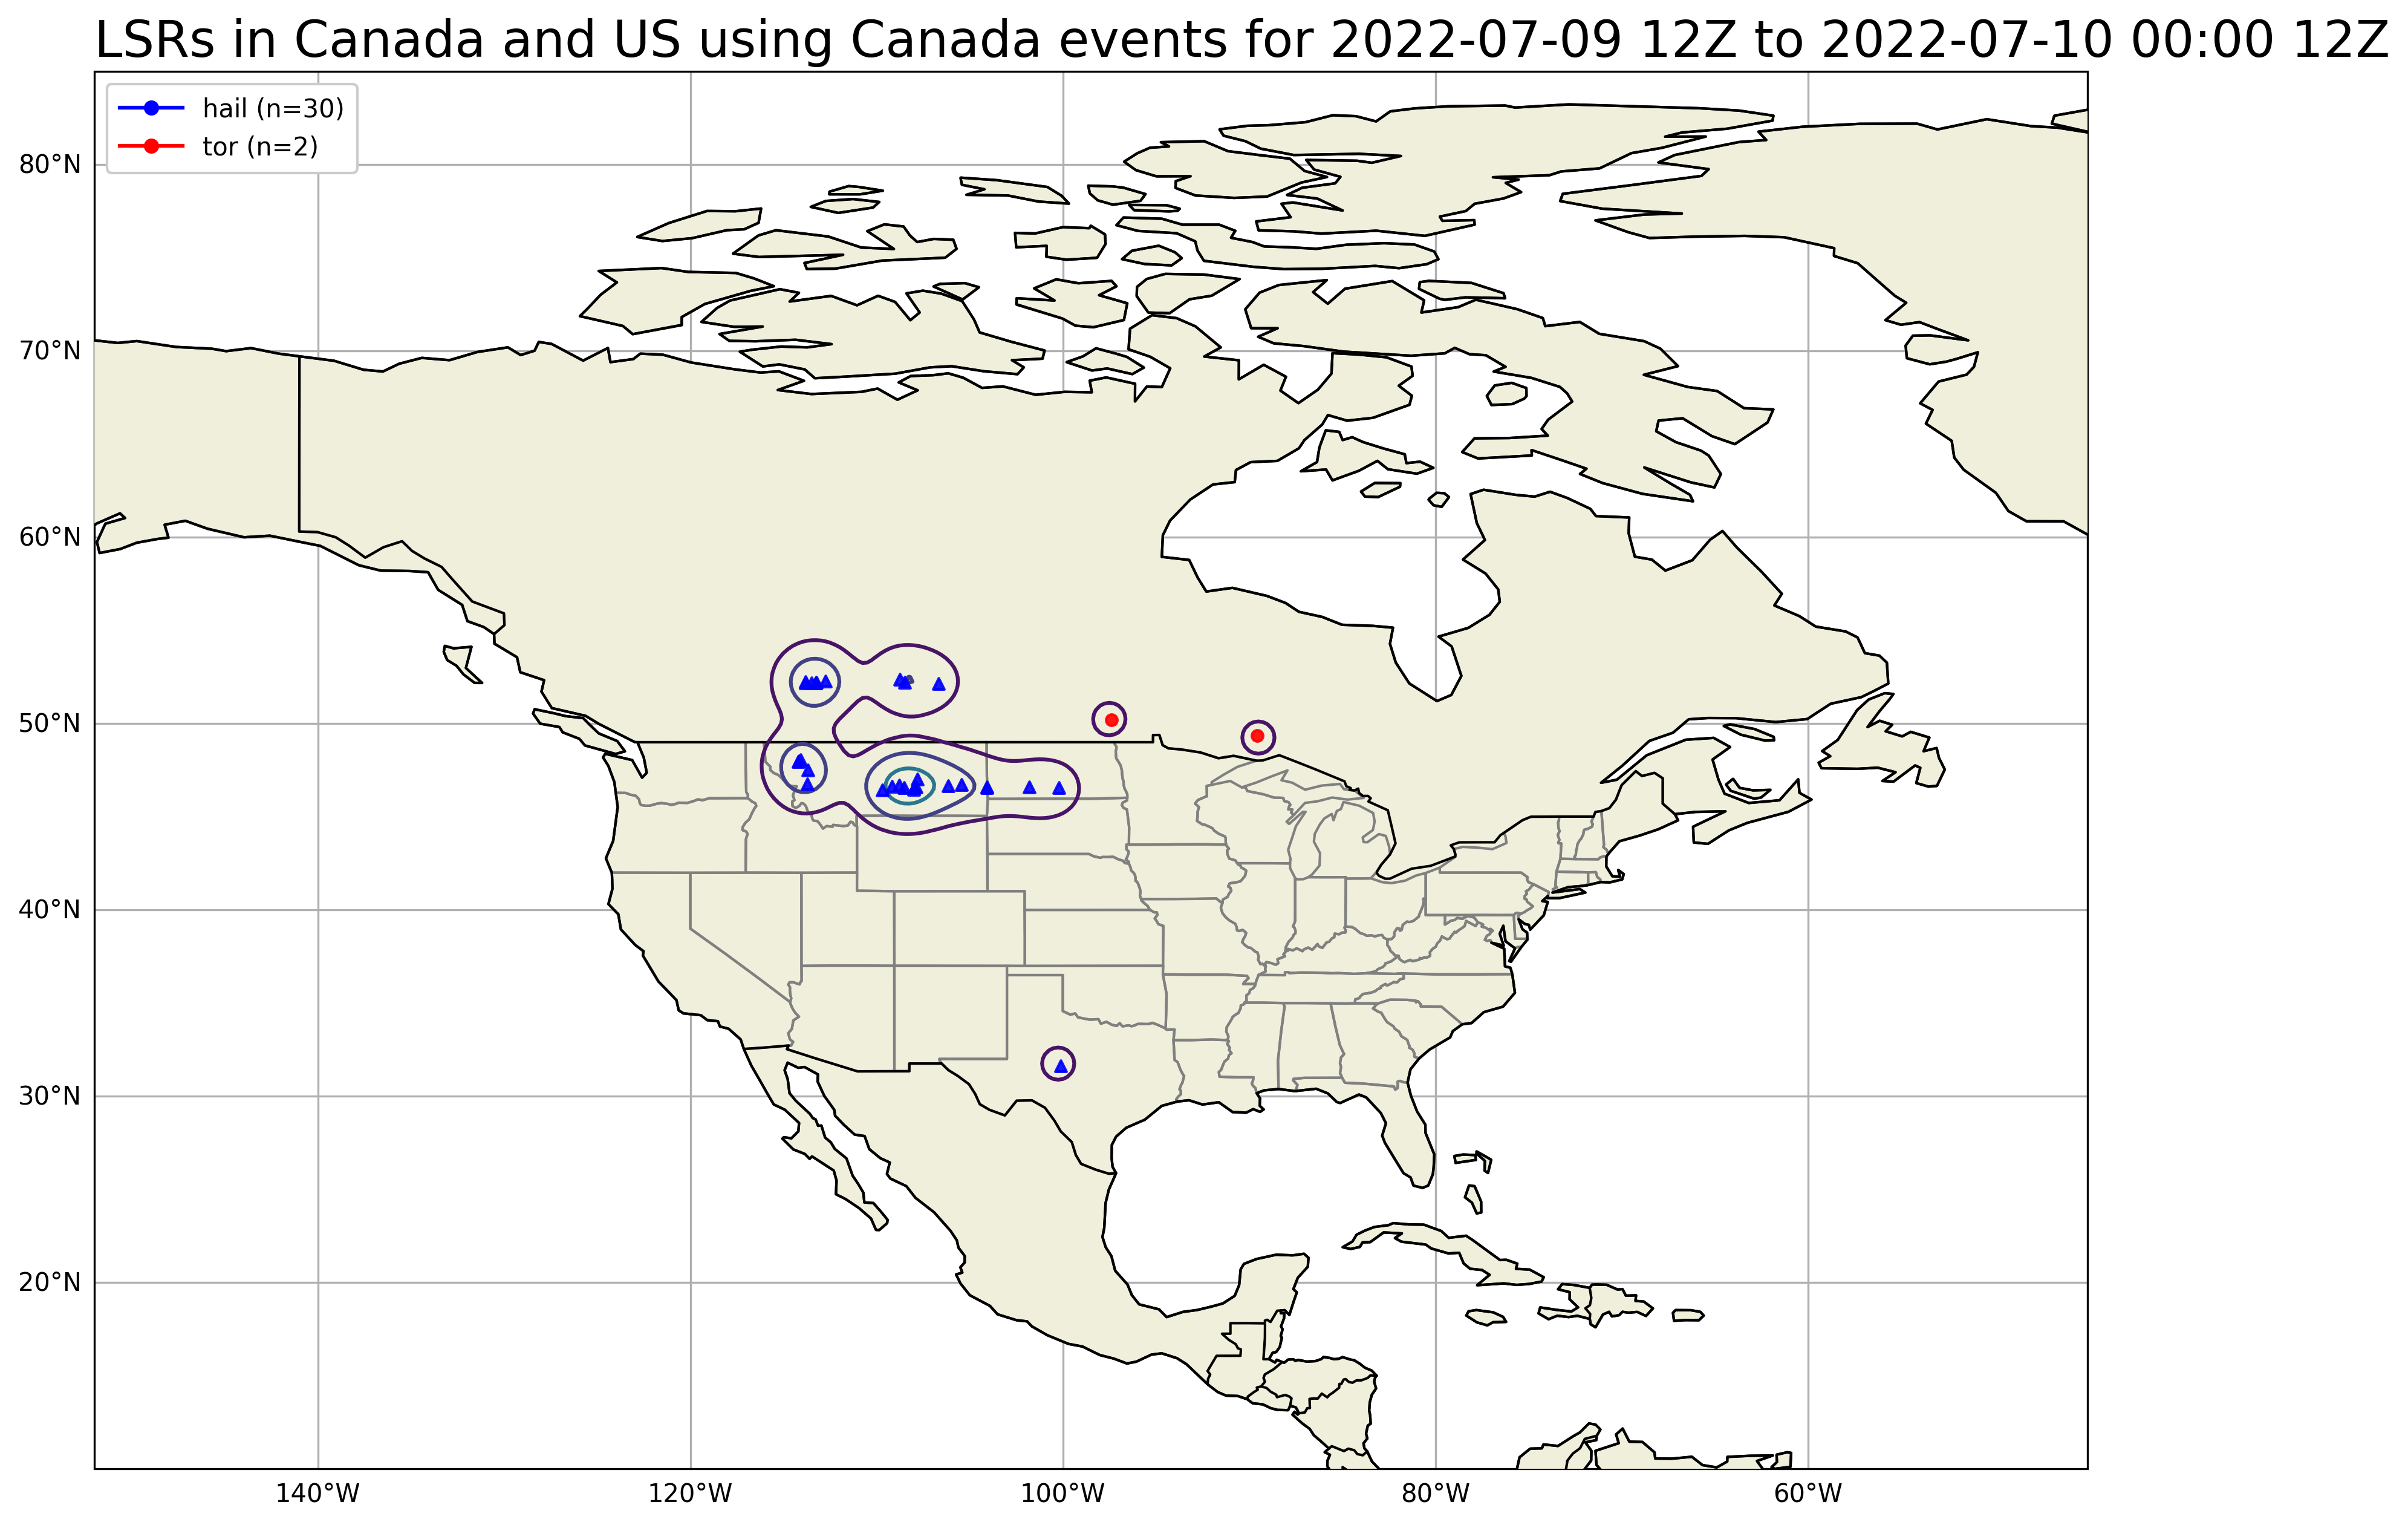 LSRs in Canada and US using Canada events for 2022-07-09 12Z to 2022-07-10 00:00 12Z
hail (n=30)
tor (n=2)
80°N
70°N
60°N
50°N
40°N
30°N
20°N
140°W
120°W
100°W
80°W
60°W